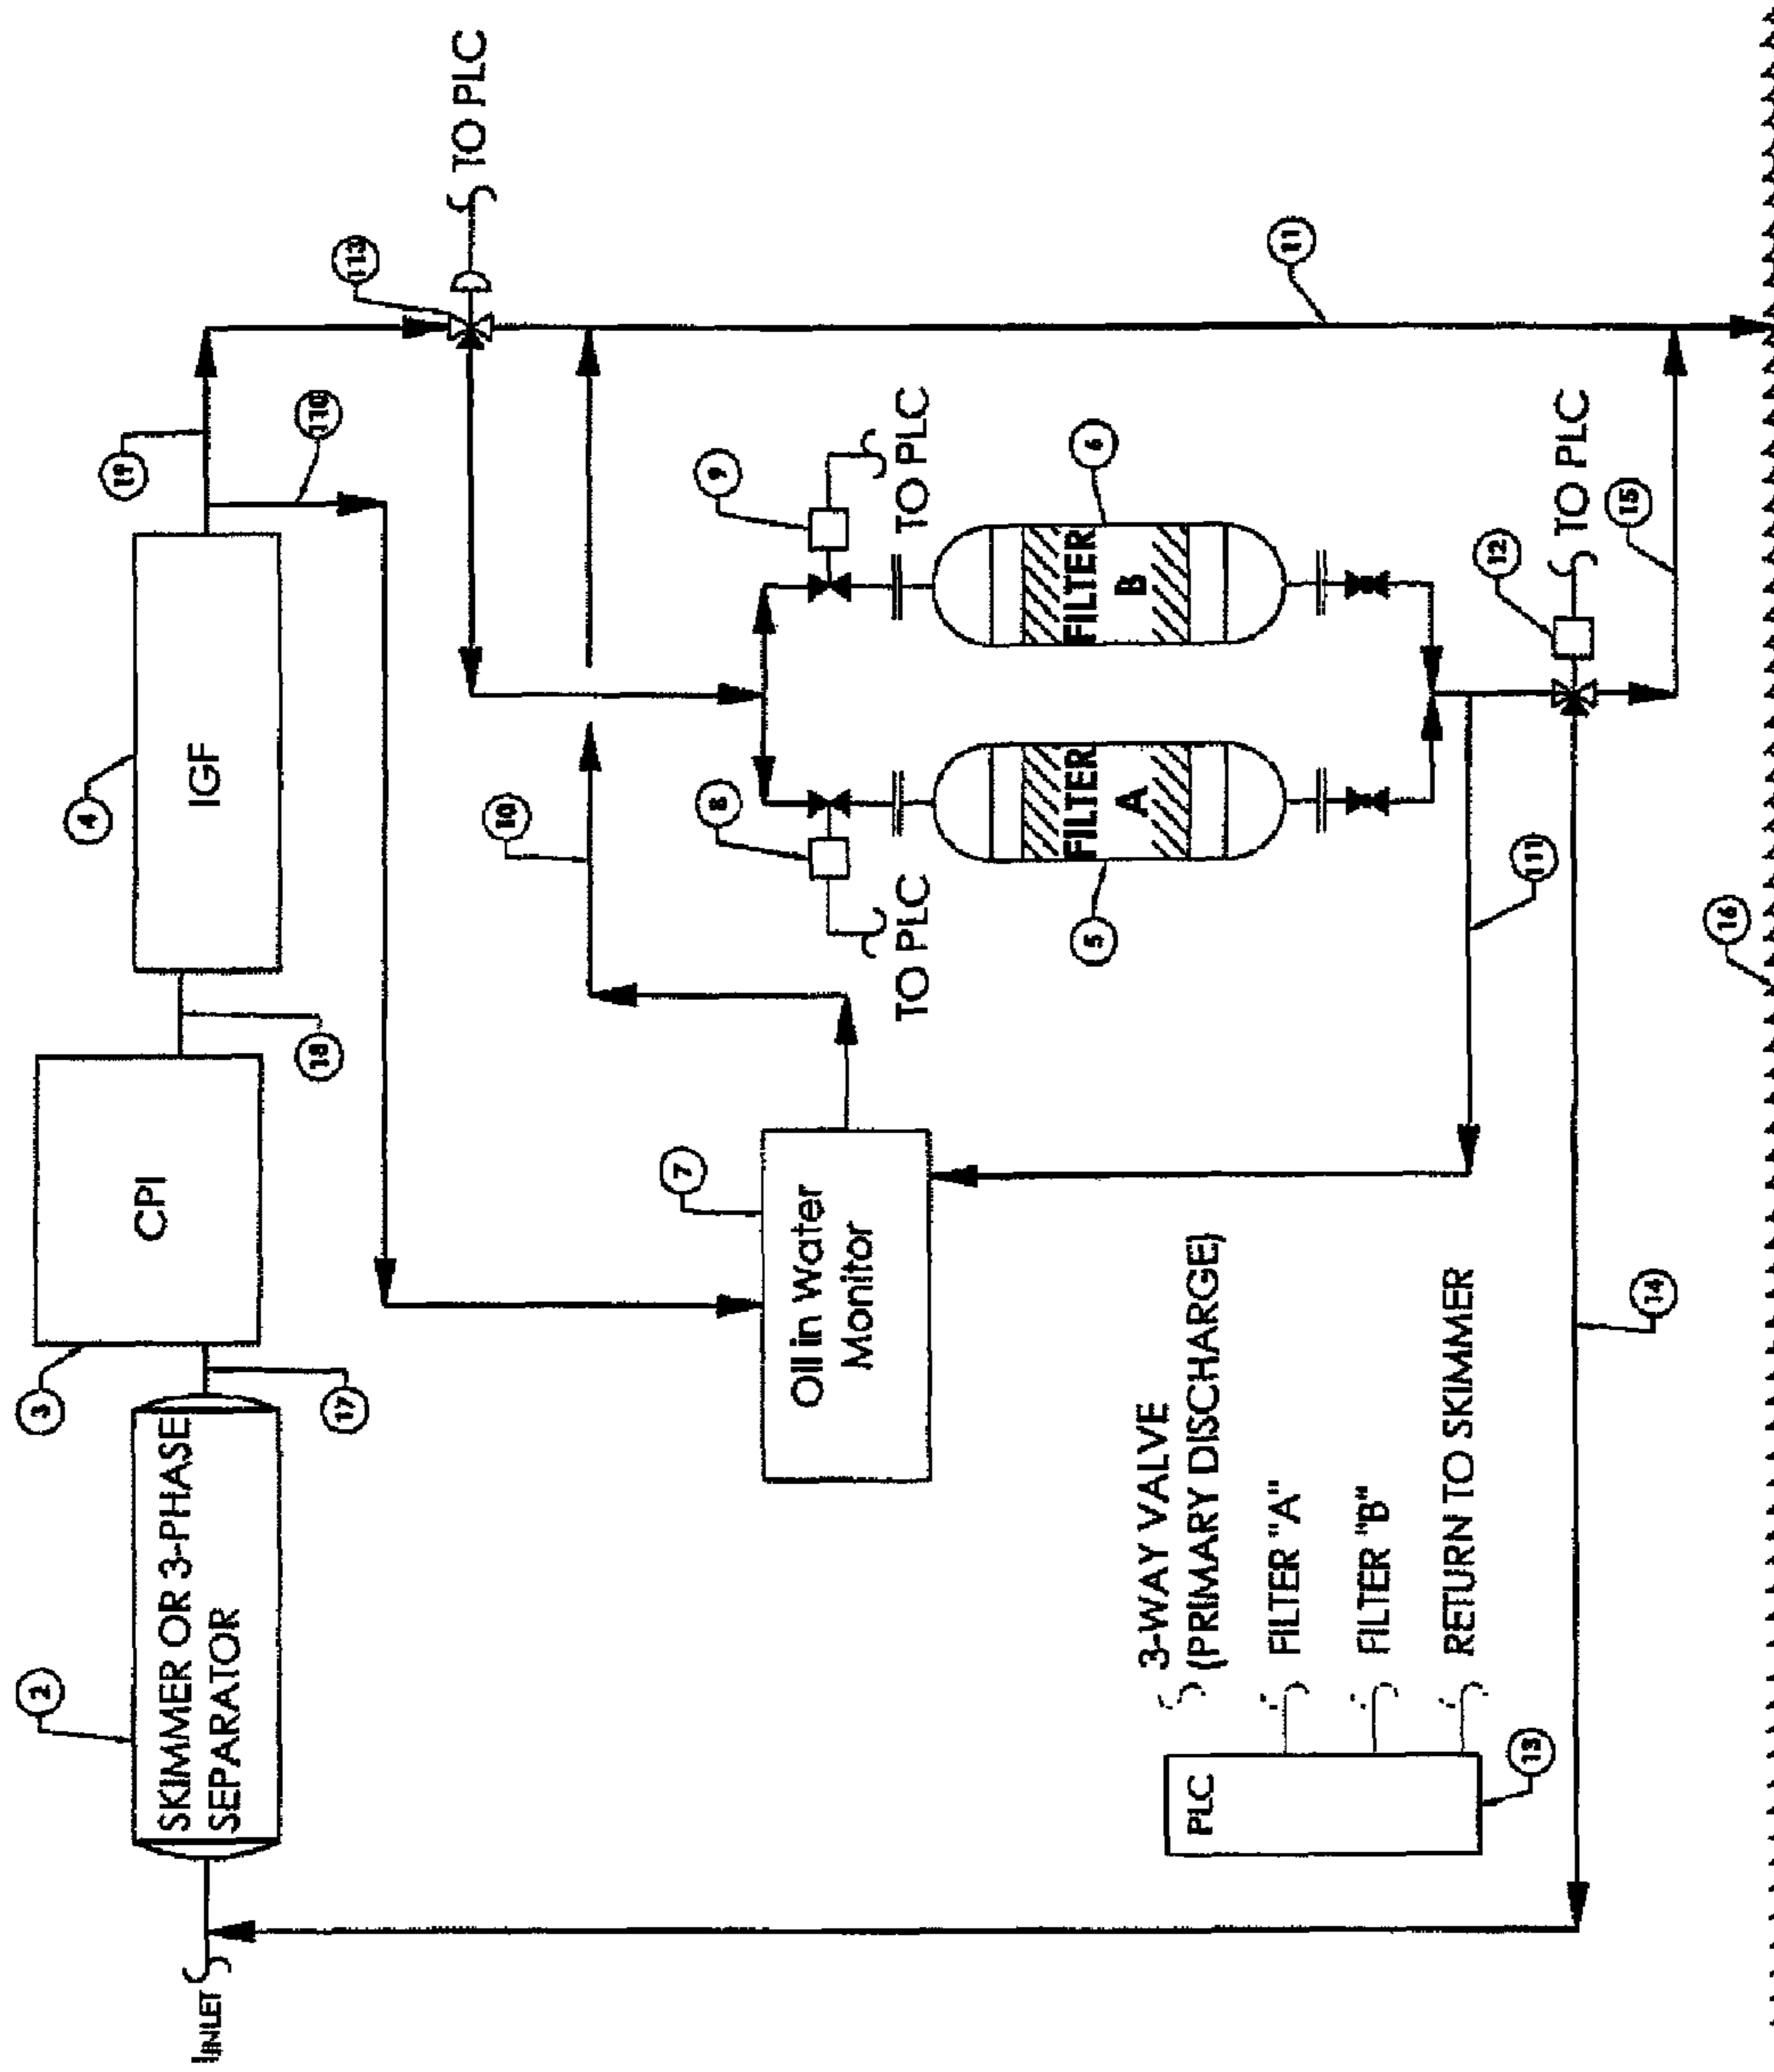 2
3
4
19
INLET
SKIMMER OR 3-PHASE
SEPARATOR
CPI
IGF
17
18
110
113
TO PLC
10
7
8
9
Oil in Water
Monitor
TO PLC
TO PLC
5
FILTER
A
FILTER
B
6
11
PLC
3-WAY VALVE
(PRIMARY DISCHARGE)
FILTER "A"
FILTER "B"
RETURN TO SKIMMER
13
111
12
TO PLC
14
15
16